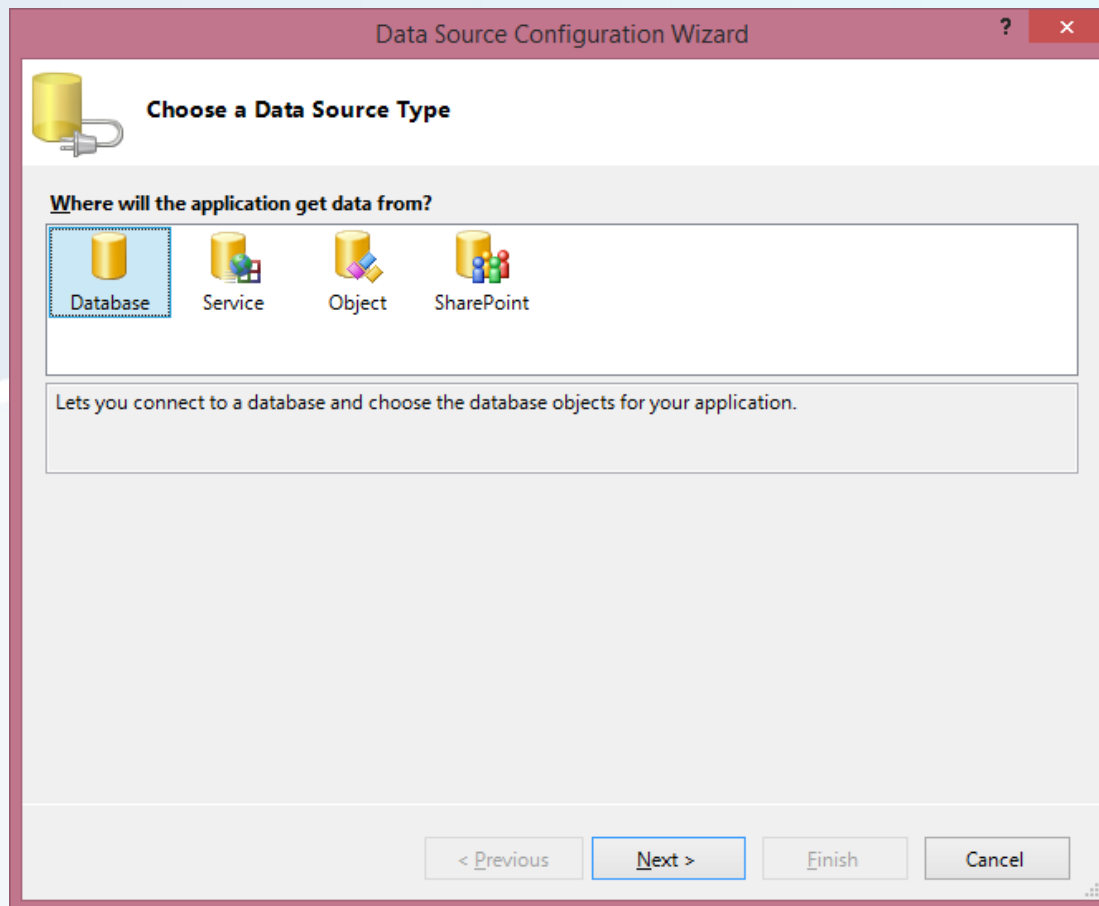 Data Source Configuration Wizard
?
Choose a Data Source Type
Where will the application get data from?
Database Service Object SharePoint
Lets you connect to a database and choose the database objects for your application.
< Previous Next > Finish Cancel